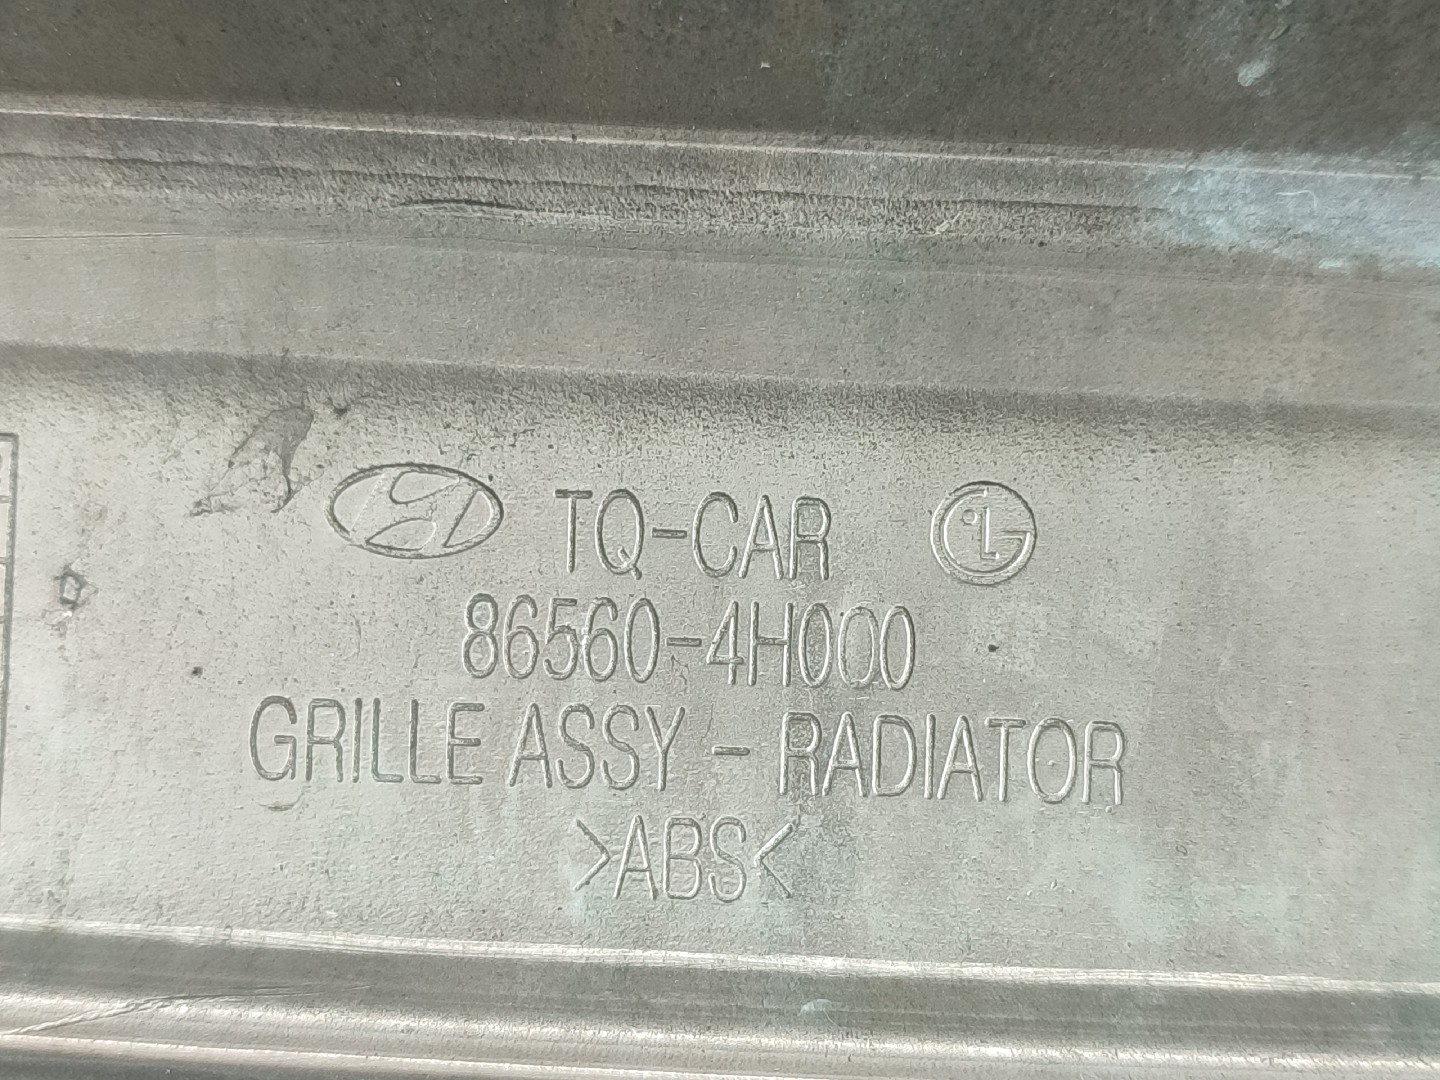 TQ-CAR
86560-4H000
GRILLE ASSY - RADIATOR
>ABS<